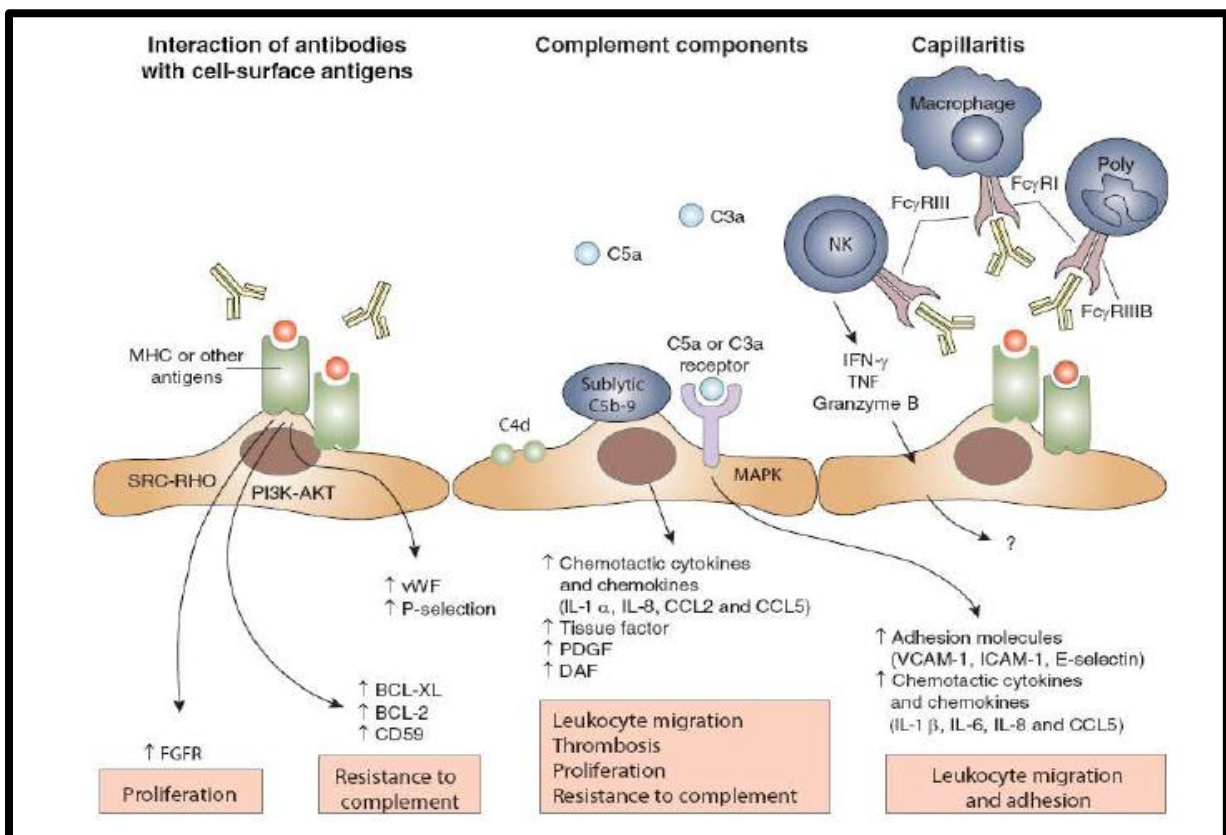 Interaction of antibodies
with cell-surface antigens
MHC or other
antigens
SRC-RHO
PI3K-AKT
↑ vWF
↑ P-selection
↑ BCL-XL
↑ BCL-2
↑ CD59
↑ FGFR
Proliferation
Resistance to
complement
Complement components
C3a
C5a
C5a or C3a
receptor
Sublytic
C5b-9
C4d
MAPK
↑ Chemotactic cytokines
and chemokines
(IL-1 α, IL-8, CCL2 and CCL5)
↑ Tissue factor
↑ PDGF
↑ DAF
Leukocyte migration
Thrombosis
Proliferation
Resistance to complement
Capillaritis
Macrophage
Poly
FcγRI
FcγRIII
NK
FcγRIIIB
IFN-γ
TNF
Granzyme B
?
↑ Adhesion molecules
(VCAM-1, ICAM-1, E-selectin)
↑ Chemotactic cytokines
and chemokines
(IL-1 β, IL-6, IL-8 and CCL5)
Leukocyte migration
and adhesion